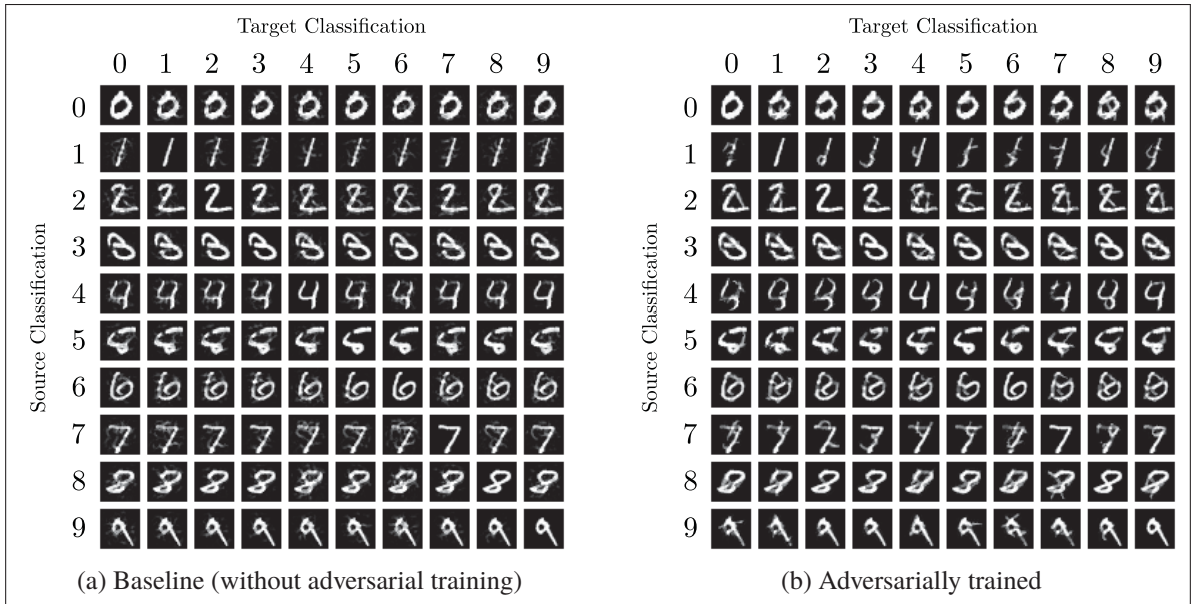 Target Classification
0 1 2 3 4 5 6 7 8 9
Source Classification
0
1
2
3
4
5
6
7
8
9
(a) Baseline (without adversarial training)
Target Classification
0 1 2 3 4 5 6 7 8 9
Source Classification
0
1
2
3
4
5
6
7
8
9
(b) Adversarially trained